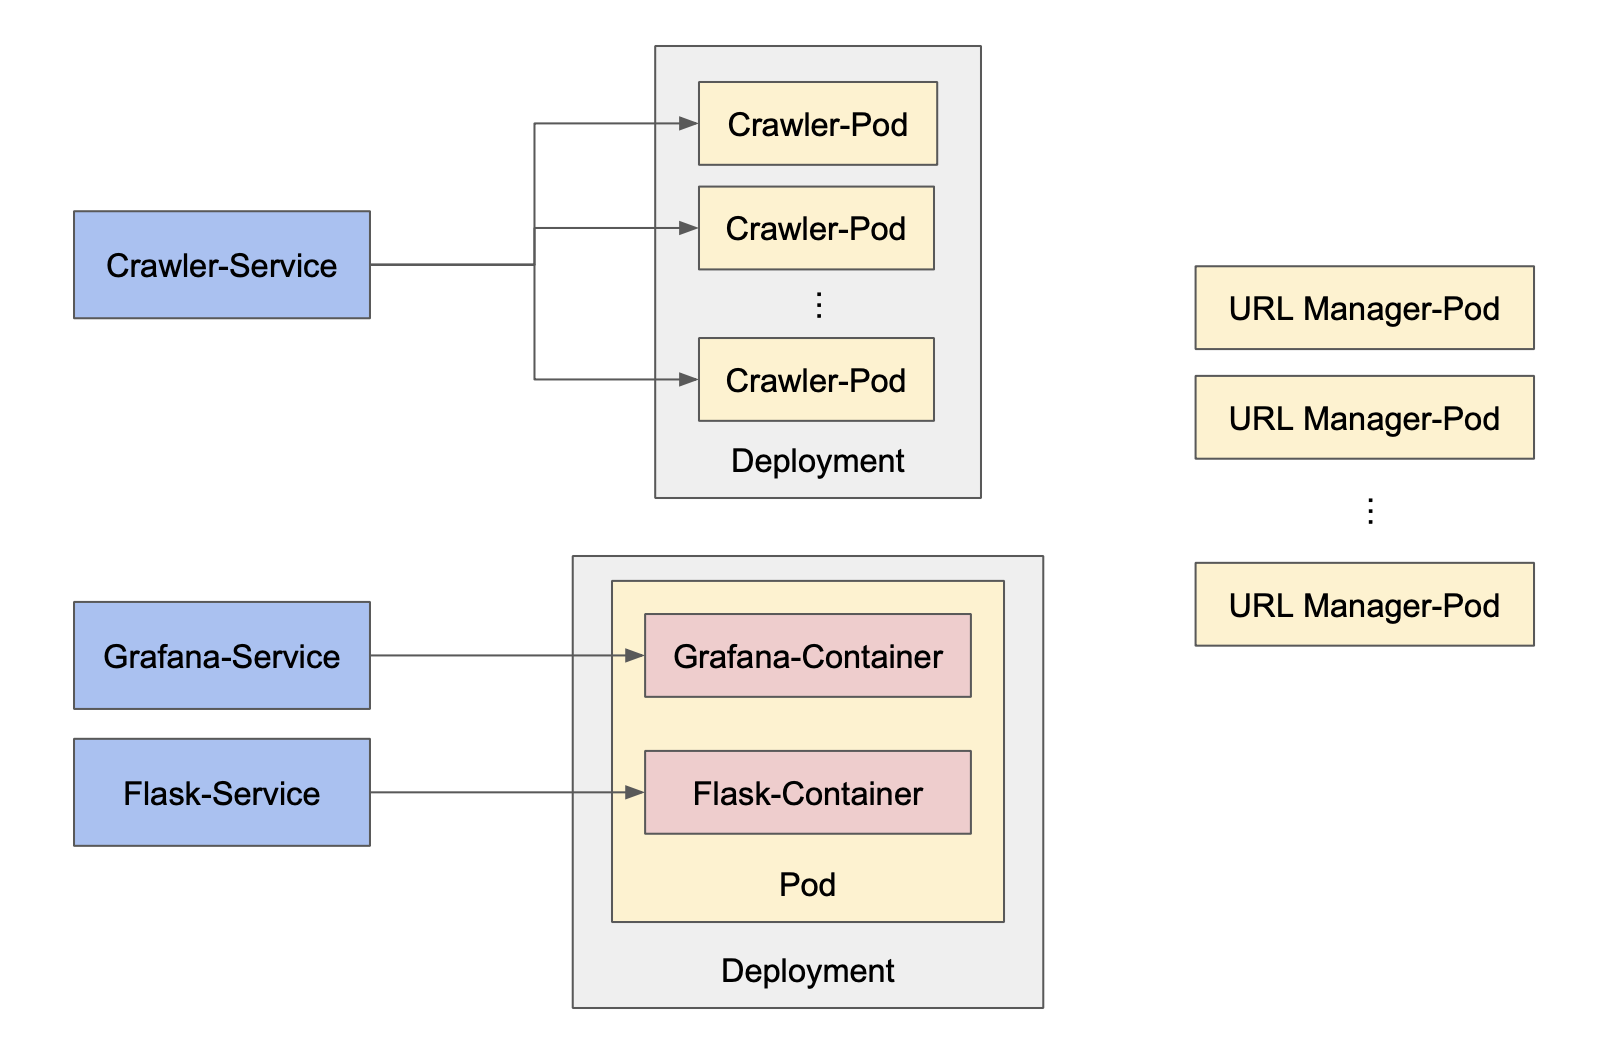 Crawler-Service
Crawler-Pod
Crawler-Pod
⋮
Crawler-Pod
Deployment
Grafana-Service
Flask-Service
Grafana-Container
Flask-Container
Pod
Deployment
URL Manager-Pod
URL Manager-Pod
⋮
URL Manager-Pod